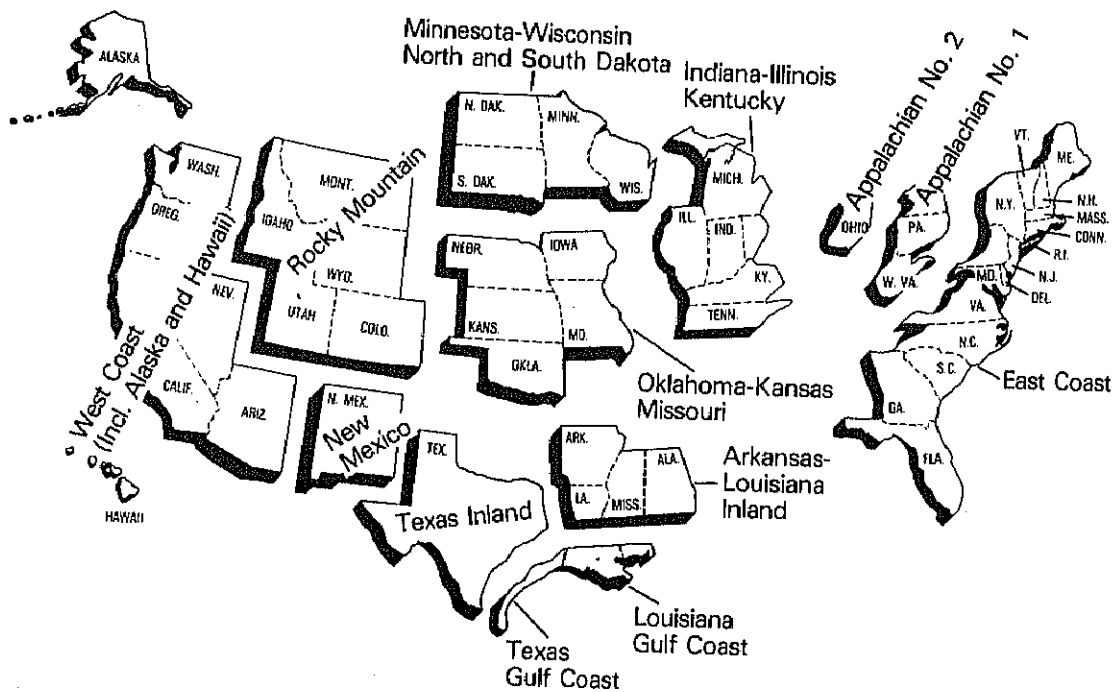 ALASKA
Minnesota-Wisconsin
North and South Dakota
Indiana-Illinois
Kentucky
Appalachian No. 2
Appalachian No. 1
WASH.
OREG.
NEV.
CALIF.
ARIZ.
West Coast
(Incl. Alaska and Hawaii)
HAWAII
MONT.
IDAHO
WYO.
UTAH
COLO.
Rocky Mountain
N. MEX.
New
Mexico
N. DAK.
MINN.
S. DAK.
WIS.
NEBR.
IOWA
KANS.
MO.
OKLA.
Oklahoma-Kansas
Missouri
MICH.
ILL.
IND.
KY.
TENN.
OHIO
PA.
W. VA.
VT.
ME.
N.Y.
N.H.
MASS.
CONN.
R.I.
N.J.
MD.
DEL.
VA.
N.C.
S.C.
GA.
FLA.
East Coast
TEX.
Texas Inland
ARK.
LA.
MISS.
ALA.
Arkansas-
Louisiana
Inland
Louisiana
Gulf Coast
Texas
Gulf Coast